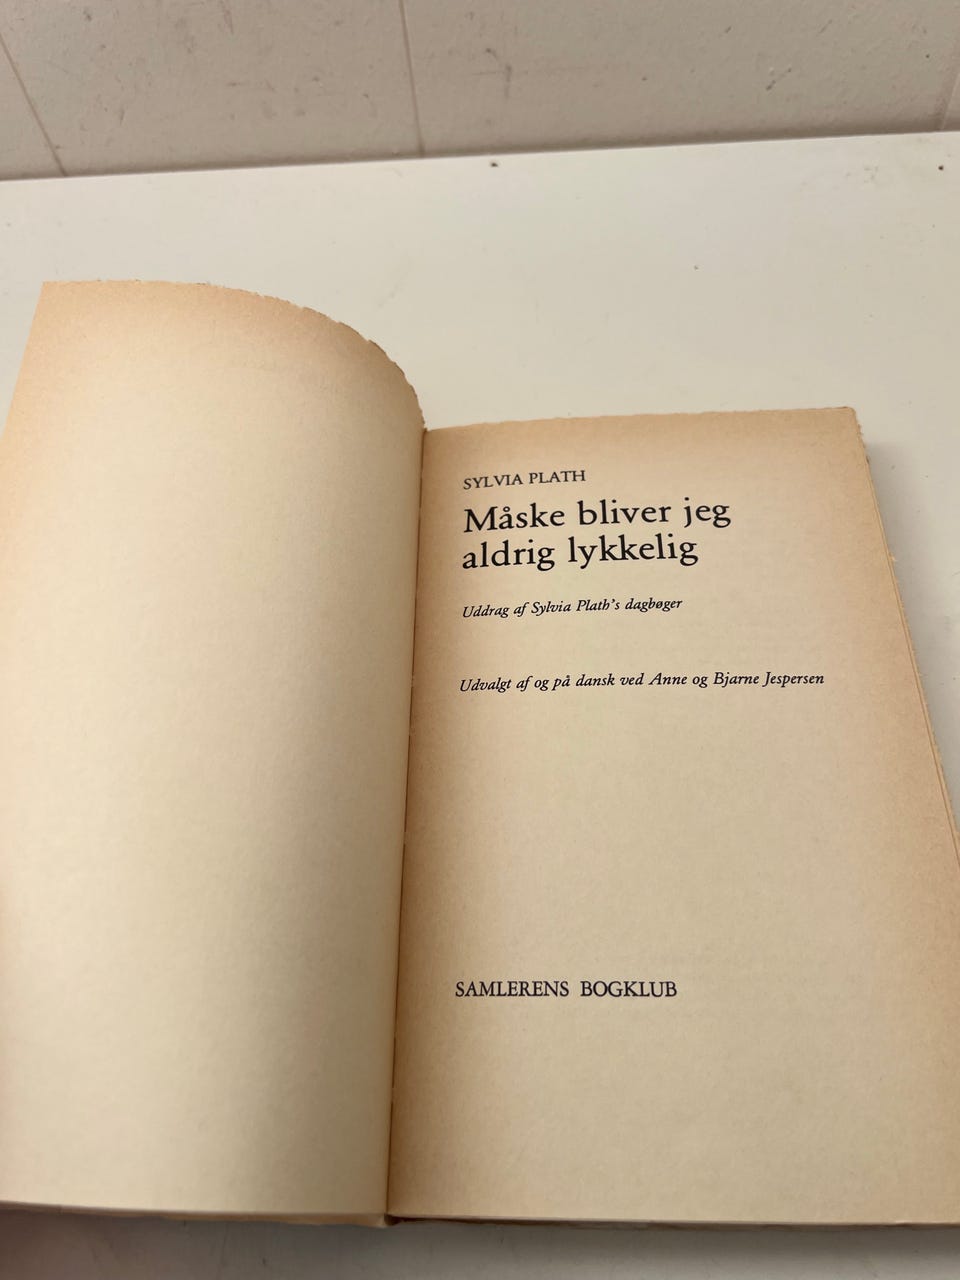 SYLVIA PLATH
Måske bliver jeg
aldrig lykkelig
Uddrag af Sylvia Plath's dagbøger
Udvalgt af og på dansk ved Anne og Bjarne Jespersen
SAMLERENS BOGKLUB